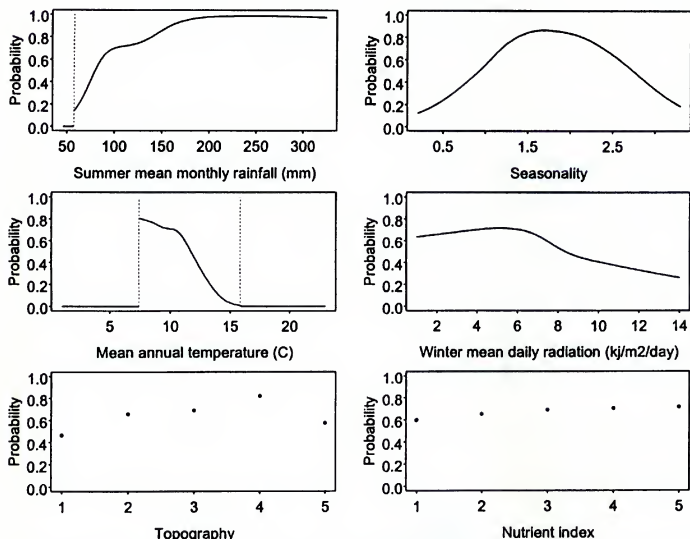 Probability
1.0
0.8
0.6
0.4
0.2
0.0
50 100 150 200 250 300
Summer mean monthly rainfall (mm)
Probability
1.0
0.8
0.6
0.4
0.2
0.0
0.5 1.5 2.5
Seasonality
Probability
1.0
0.8
0.6
0.4
0.2
0.0
5 10 15 20
Mean annual temperature (C)
Probability
1.0
0.8
0.6
0.4
0.2
0.0
2 4 6 8 10 12 14
Winter mean daily radiation (kj/m2/day)
Probability
1.0
0.8
0.6
0.4
0.2
0.0
1 2 3 4 5
Topography
Probability
1.0
0.8
0.6
0.4
0.2
0.0
1 2 3 4 5
Nutrient index